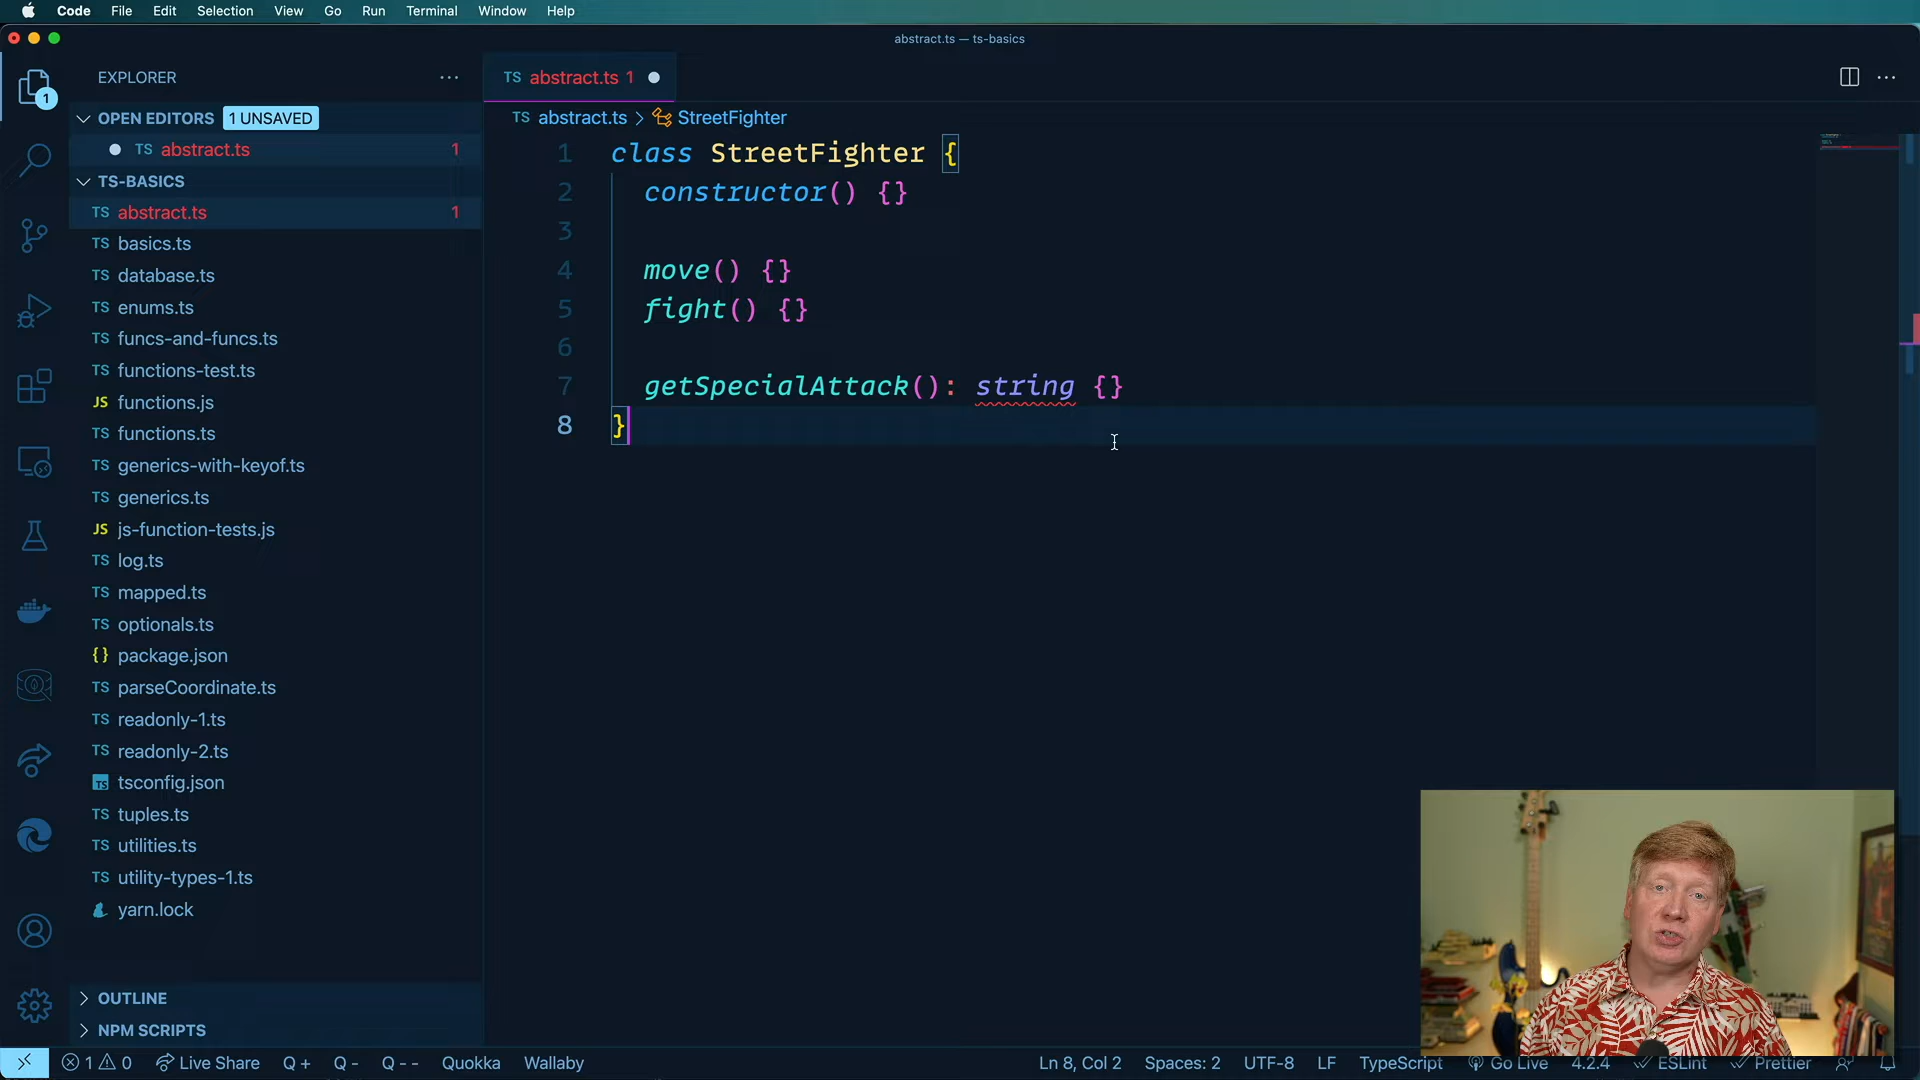 Code File Edit Selection View Go Run Terminal Window Help
abstract.ts — ts-basics
EXPLORER
TS abstract.ts 1
1
OPEN EDITORS 1 UNSAVED
TS abstract.ts > StreetFighter
TS abstract.ts 1
TS-BASICS
TS abstract.ts 1
TS basics.ts
TS database.ts
TS enums.ts
TS funcs-and-funcs.ts
TS functions-test.ts
JS functions.js
TS functions.ts
TS generics-with-keyof.ts
TS generics.ts
JS js-function-tests.js
TS log.ts
TS mapped.ts
TS optionals.ts
{} package.json
TS parseCoordinate.ts
TS readonly-1.ts
TS readonly-2.ts
TS tsconfig.json
TS tuples.ts
TS utilities.ts
TS utility-types-1.ts
yarn.lock
OUTLINE
NPM SCRIPTS
1 class StreetFighter {
2 constructor() {}
3
4 move() {}
5 fight() {}
6
7 getSpecialAttack(): string {}
8 }
1 0 Live Share Q + Q - Q - - Quokka Wallaby
Ln 8, Col 2 Spaces: 2 UTF-8 LF TypeScript Go Live 4.2.4 ESLint Prettier